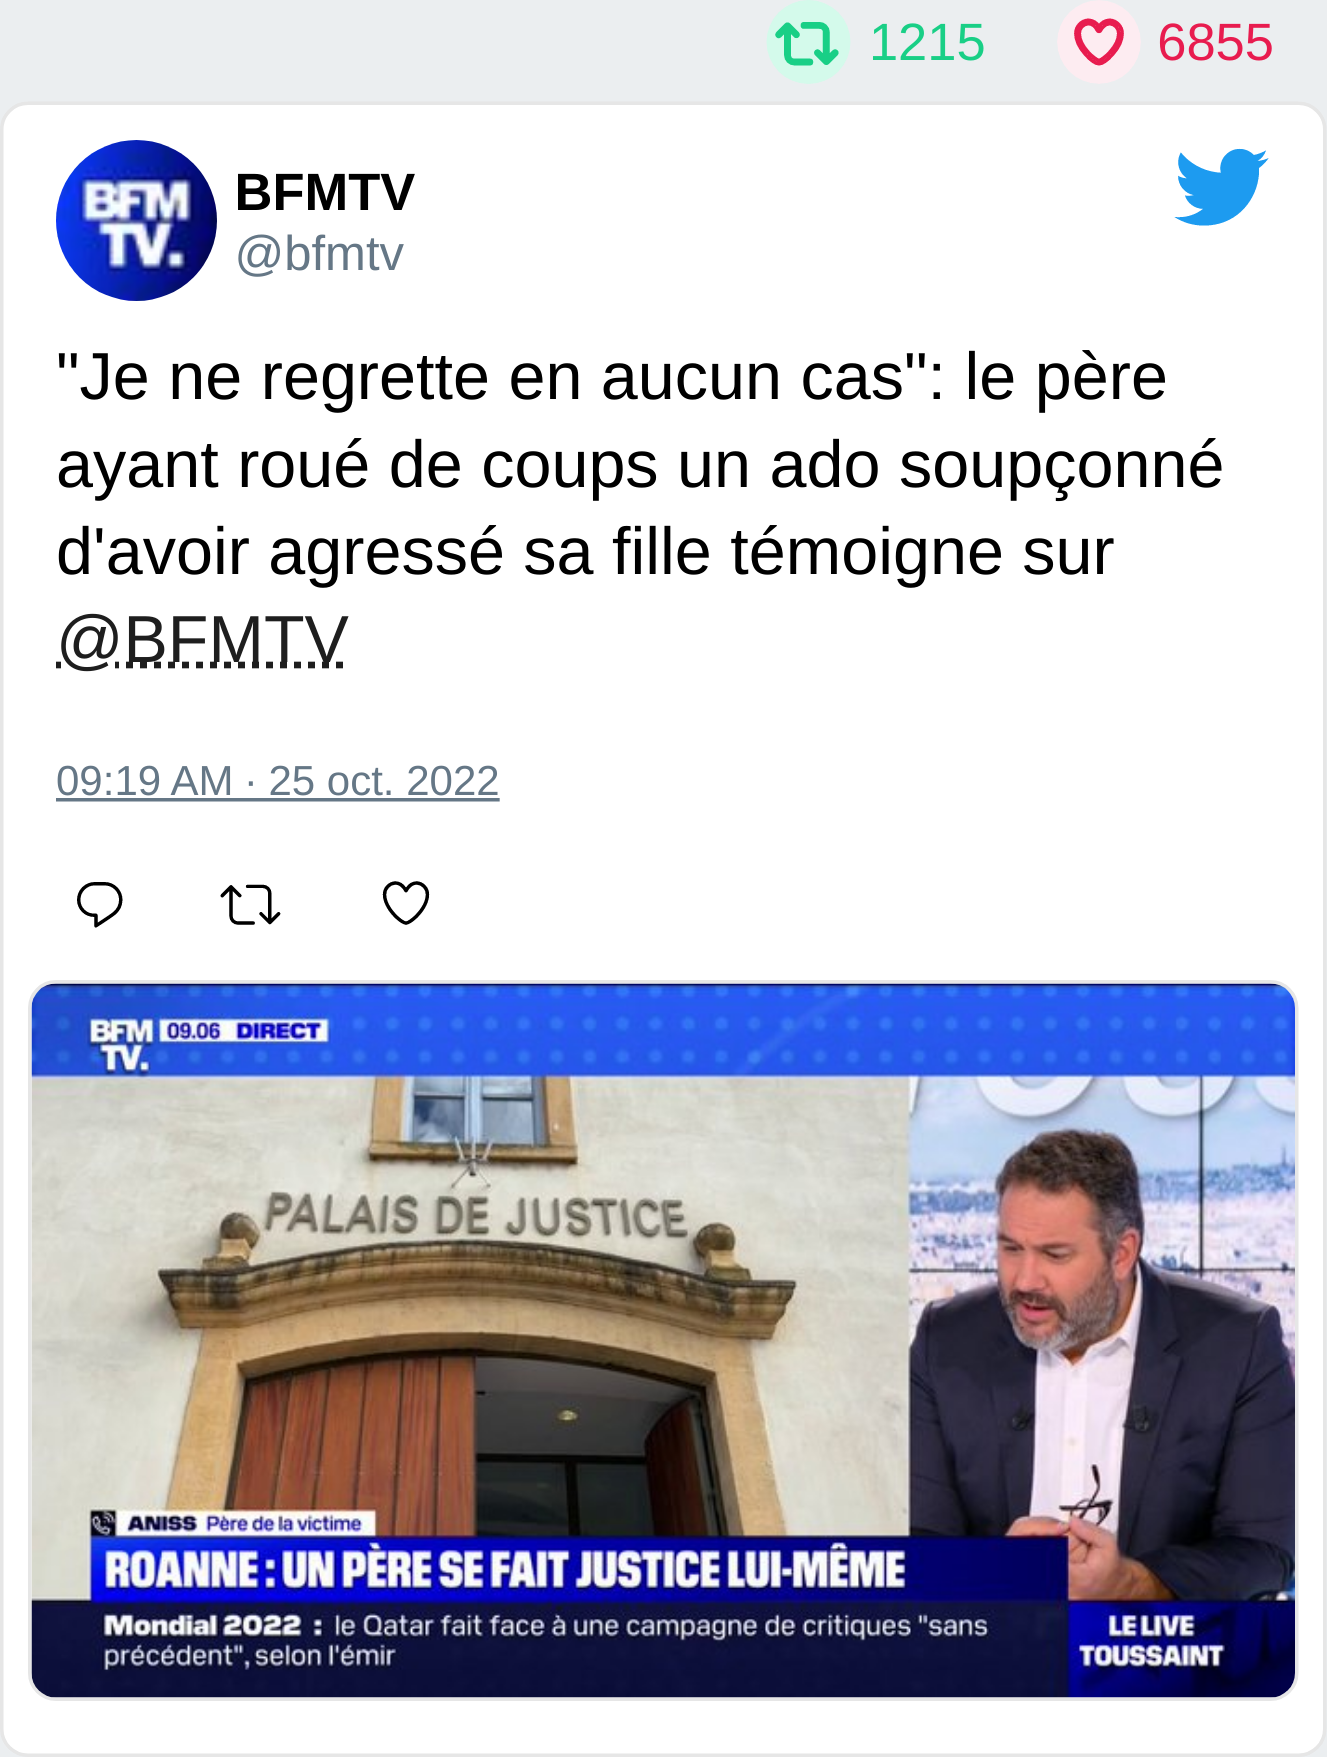 1215 6855
BFM
TV.
BFMTV
@bfmtv
"Je ne regrette en aucun cas": le père
ayant roué de coups un ado soupçonné
d'avoir agressé sa fille témoigne sur
@BFMTV
09:19 AM · 25 oct. 2022
BFM 09.06 DIRECT
TV.
PALAIS DE JUSTICE
ANISS Père de la victime
ROANNE : UN PÈRE SE FAIT JUSTICE LUI-MÊME
Mondial 2022 : le Qatar fait face à une campagne de critiques "sans
précédent", selon l'émir
LE LIVE
TOUSSAINT